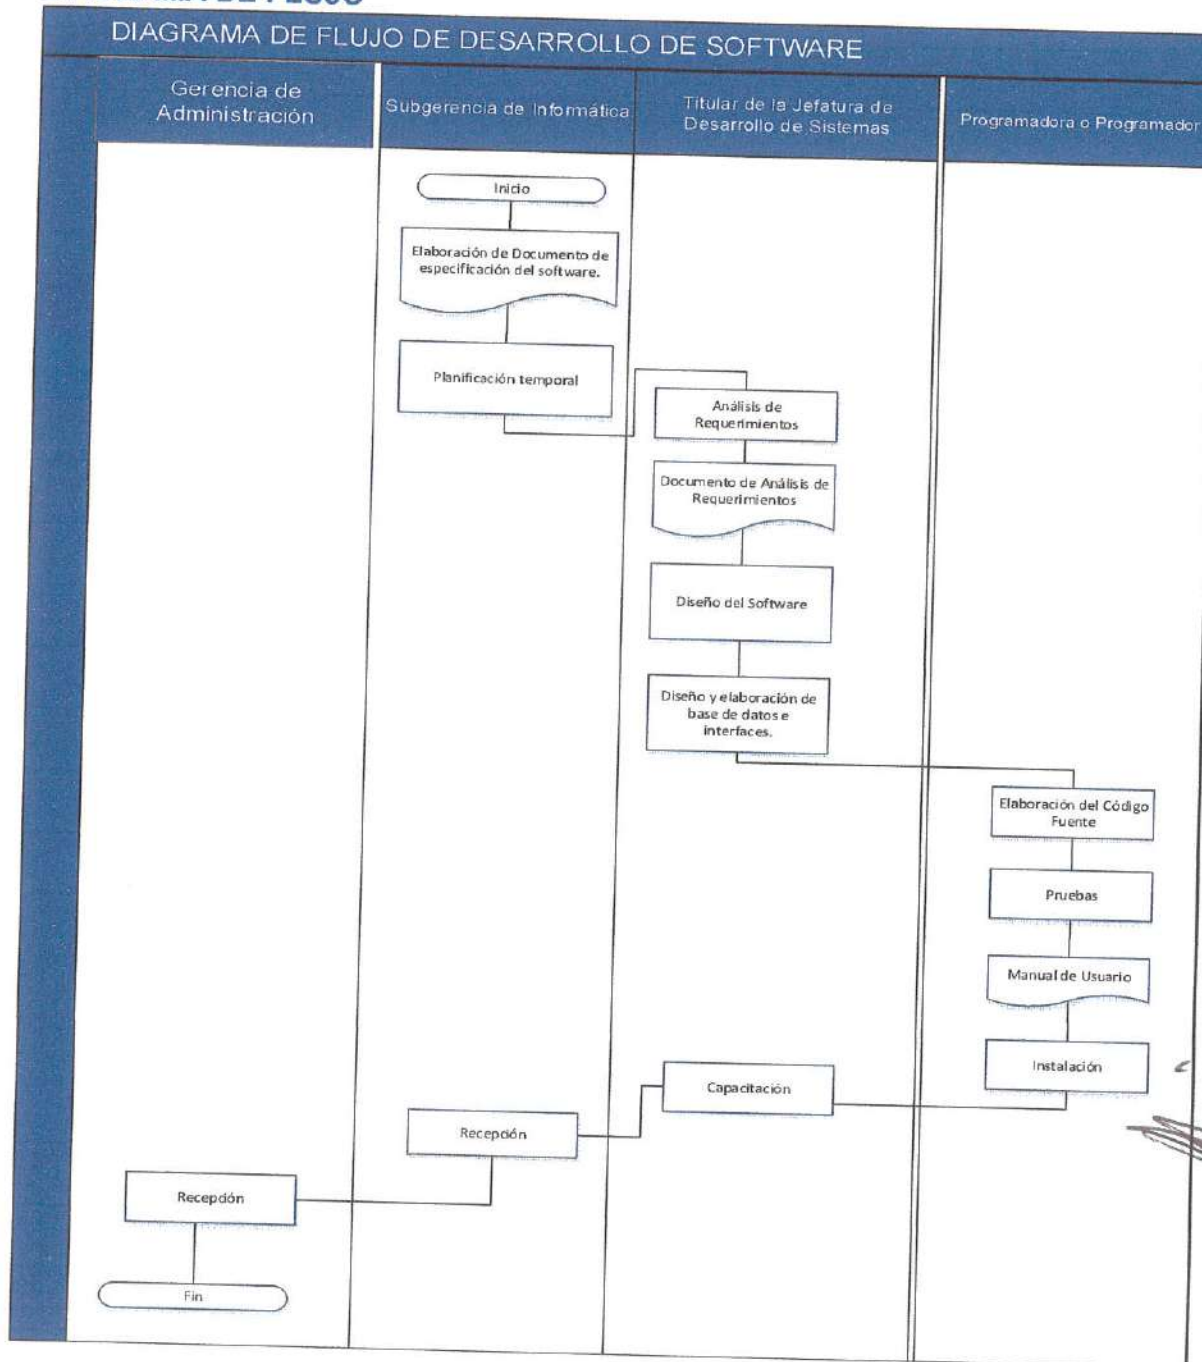 DIAGRAMA DE FLUJO DE DESARROLLO DE SOFTWARE
Gerencia de
Administración
Subgerencia de Informática
Titular de la Jefatura de
Desarrollo de Sistemas
Programadora o Programador
Inicio
Elaboración de Documento de
especificación del software.
Planificación temporal
Análisis de
Requerimientos
Documento de Análisis de
Requerimientos
Diseño del Software
Diseño y elaboración de
base de datos e
interfaces.
Elaboración del Código
Fuente
Pruebas
Manual de Usuario
Instalación
Capacitación
Recepción
Recepción
Fin